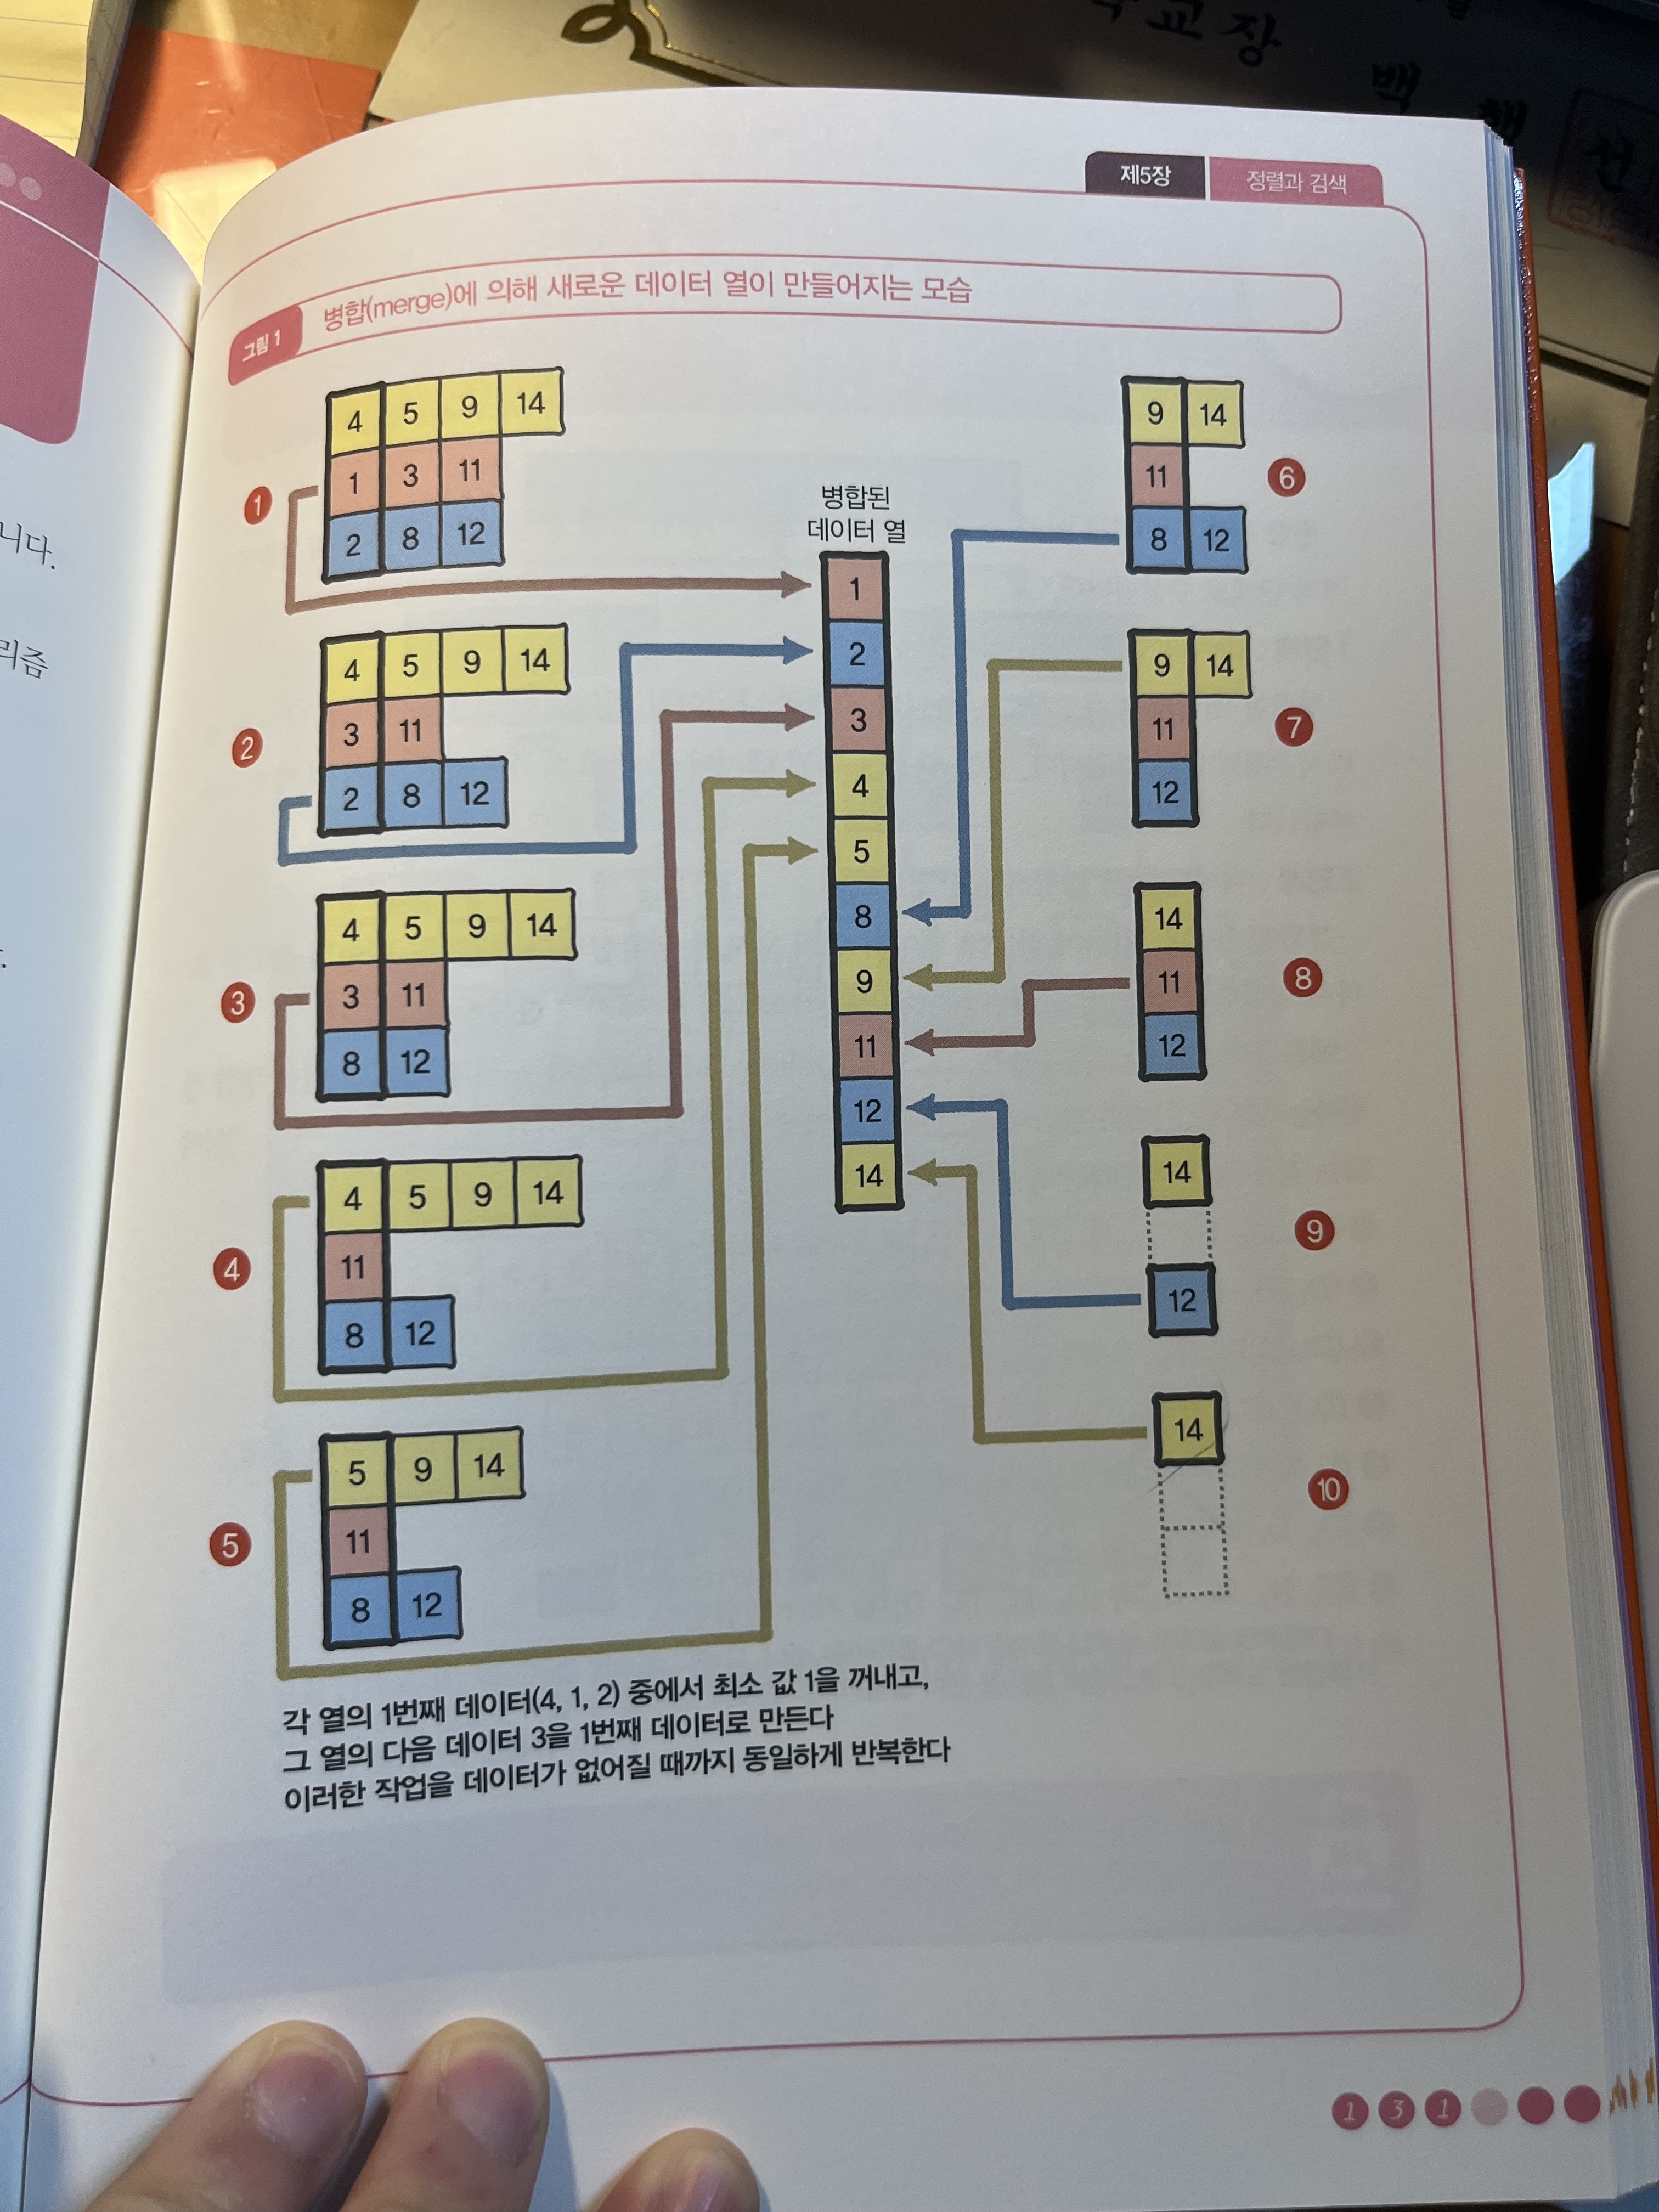 교장
백
제5장
정렬과 검색
그림 1
병합(merge)에 의해 새로운 데이터 열이 만들어지는 모습
니다.
리즘
1
4 5 9 14
1 3 11
2 8 12
2
4 5 9 14
3 11
2 8 12
3
4 5 9 14
3 11
8 12
4
4 5 9 14
11
8 12
5
5 9 14
11
8 12
병합된
데이터 열
1
2
3
4
5
8
9
11
12
14
9 14
11
8 12
6
9 14
11
12
7
14
11
12
8
14
12
9
14
10
각 열의 1번째 데이터(4, 1, 2) 중에서 최소 값 1을 꺼내고,
그 열의 다음 데이터 3을 1번째 데이터로 만든다
이러한 작업을 데이터가 없어질 때까지 동일하게 반복한다
131